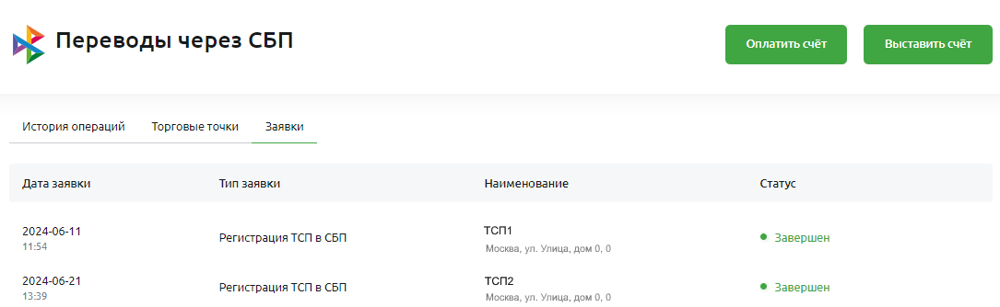 Переводы через СБП
Оплатить счёт Выставить счёт
История операций Торговые точки Заявки
Дата заявки Тип заявки Наименование Статус
2024-06-11 Регистрация ТСП в СБП ТСП1 Завершен
11:54 Москва, ул. Улица, дом 0, 0
2024-06-21 Регистрация ТСП в СБП ТСП2 Завершен
13:39 Москва, ул. Улица, дом 0, 0